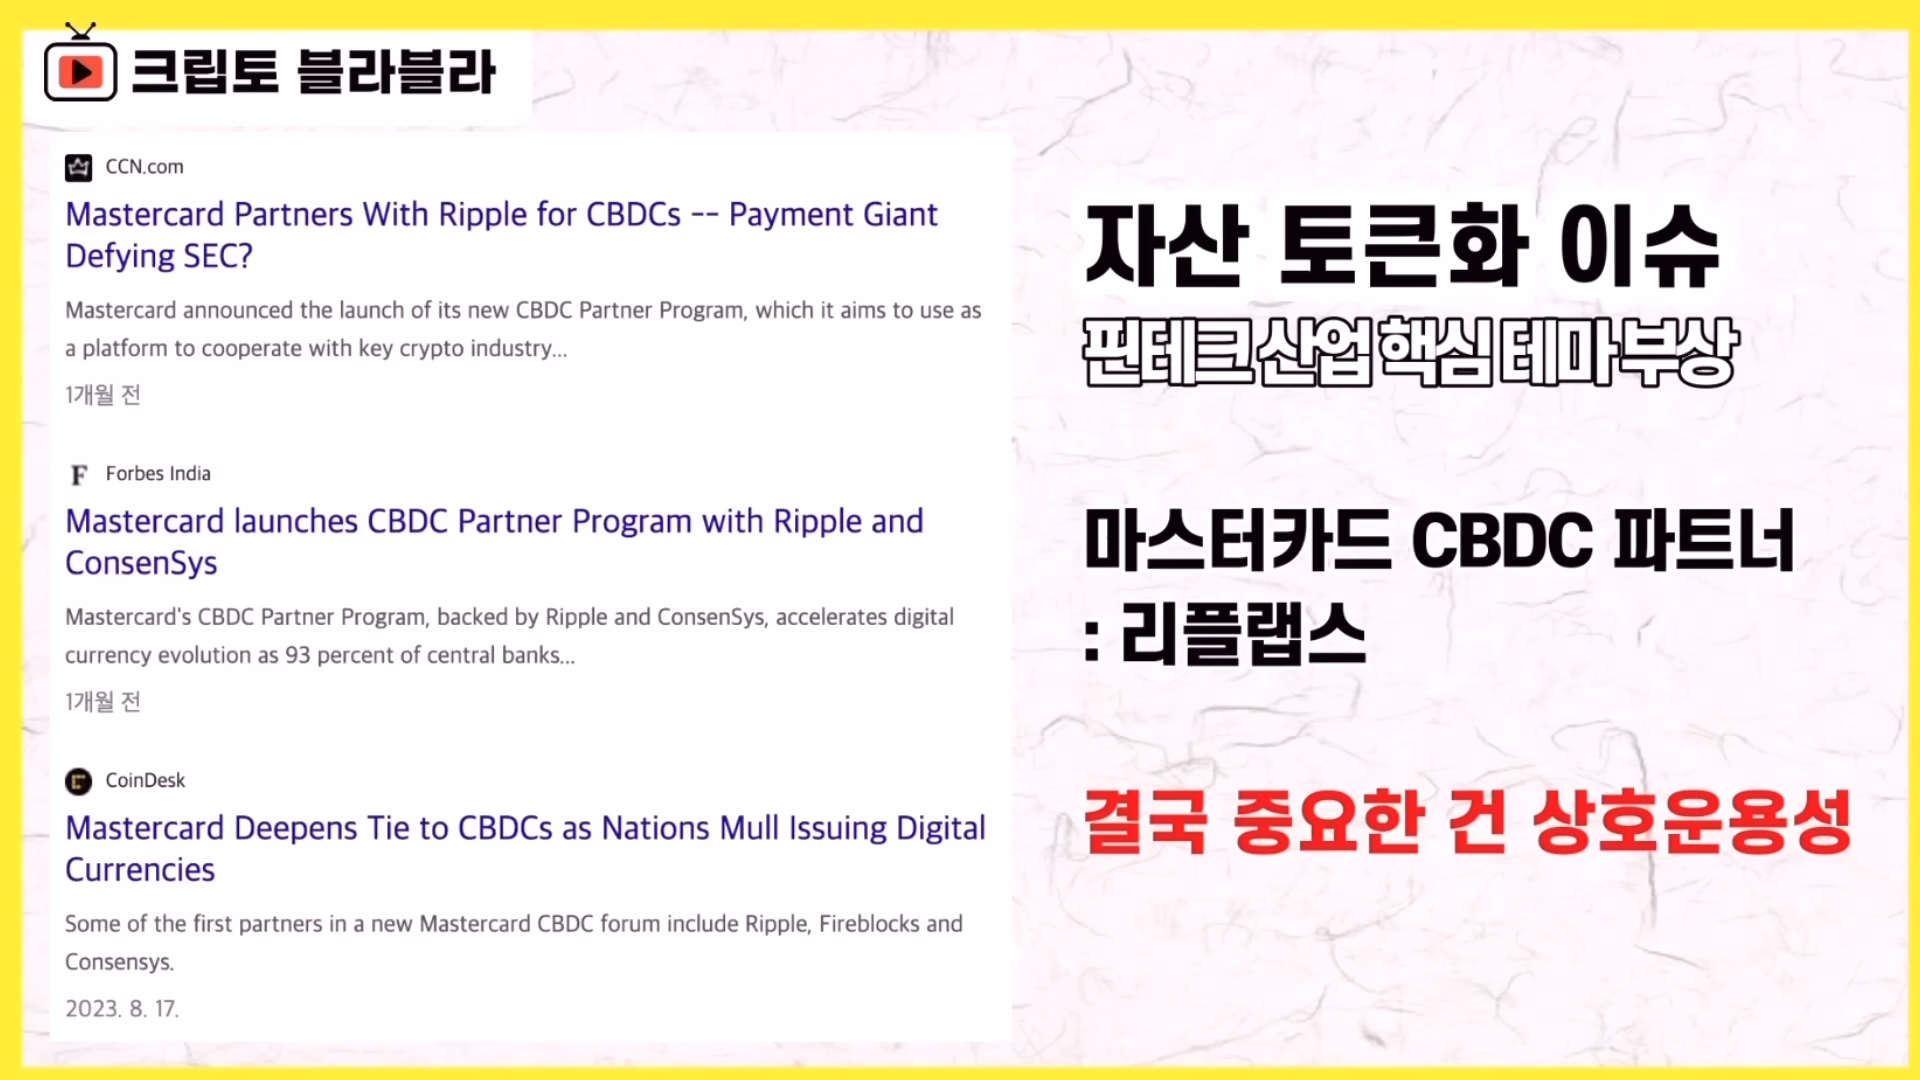 크립토 블라블라
CCN.com
Mastercard Partners With Ripple for CBDCs -- Payment Giant
Defying SEC?
Mastercard announced the launch of its new CBDC Partner Program, which it aims to use as
a platform to cooperate with key crypto industry...
1개월 전
Forbes India
Mastercard launches CBDC Partner Program with Ripple and
ConsenSys
Mastercard's CBDC Partner Program, backed by Ripple and ConsenSys, accelerates digital
currency evolution as 93 percent of central banks...
1개월 전
CoinDesk
Mastercard Deepens Tie to CBDCs as Nations Mull Issuing Digital
Currencies
Some of the first partners in a new Mastercard CBDC forum include Ripple, Fireblocks and
Consensys.
2023. 8. 17.
자산 토큰화 이슈
핀테크 산업 핵심 테마 부상
마스터카드 CBDC 파트너
: 리플랩스
결국 중요한 건 상호운용성